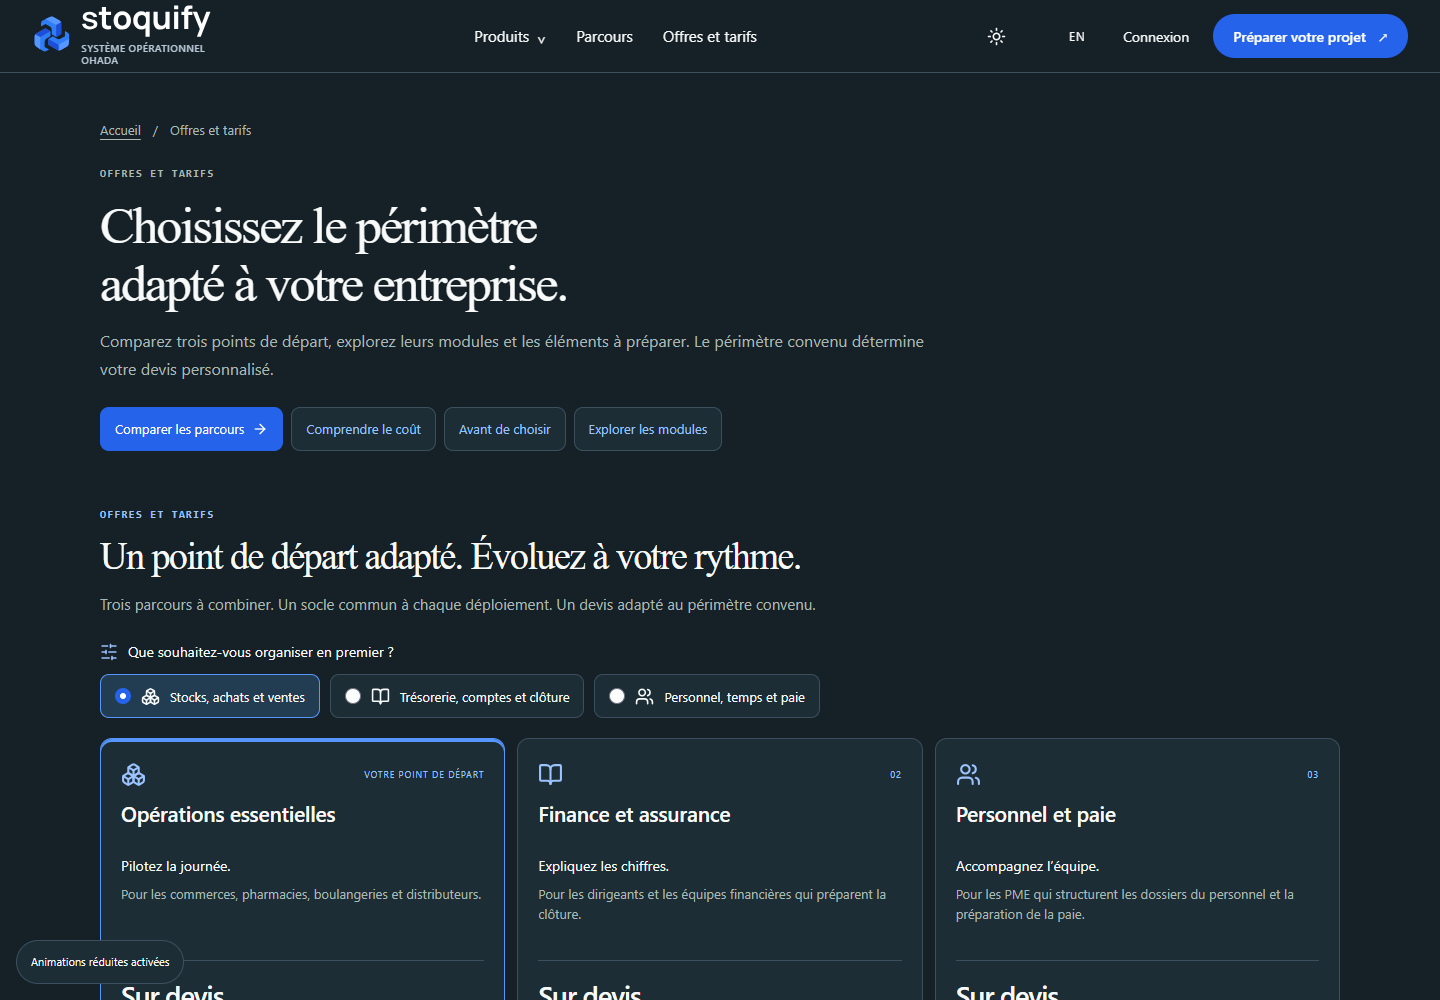 stoquify
SYSTÈME OPÉRATIONNEL
OHADA
Produits
Parcours
Offres et tarifs
EN
Connexion
Préparer votre projet ↗
Accueil / Offres et tarifs
OFFRES ET TARIFS
Choisissez le périmètre
adapté à votre entreprise.
Comparez trois points de départ, explorez leurs modules et les éléments à préparer. Le périmètre convenu détermine
votre devis personnalisé.
Comparer les parcours →
Comprendre le coût
Avant de choisir
Explorer les modules
OFFRES ET TARIFS
Un point de départ adapté. Évoluez à votre rythme.
Trois parcours à combiner. Un socle commun à chaque déploiement. Un devis adapté au périmètre convenu.
Que souhaitez-vous organiser en premier ?
Stocks, achats et ventes
Trésorerie, comptes et clôture
Personnel, temps et paie
VOTRE POINT DE DÉPART
Opérations essentielles
Pilotez la journée.
Pour les commerces, pharmacies, boulangeries et distributeurs.
Sur devis
02
Finance et assurance
Expliquez les chiffres.
Pour les dirigeants et les équipes financières qui préparent la
clôture.
Sur devis
03
Personnel et paie
Accompagnez l’équipe.
Pour les PME qui structurent les dossiers du personnel et la
préparation de la paie.
Sur devis
Animations réduites activées